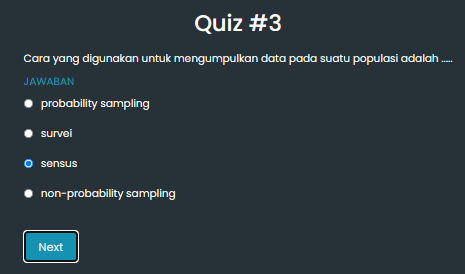 Quiz #3
Cara yang digunakan untuk mengumpulkan data pada suatu populasi adalah .....
JAWABAN
probability sampling
survei
sensus
non-probability sampling
Next